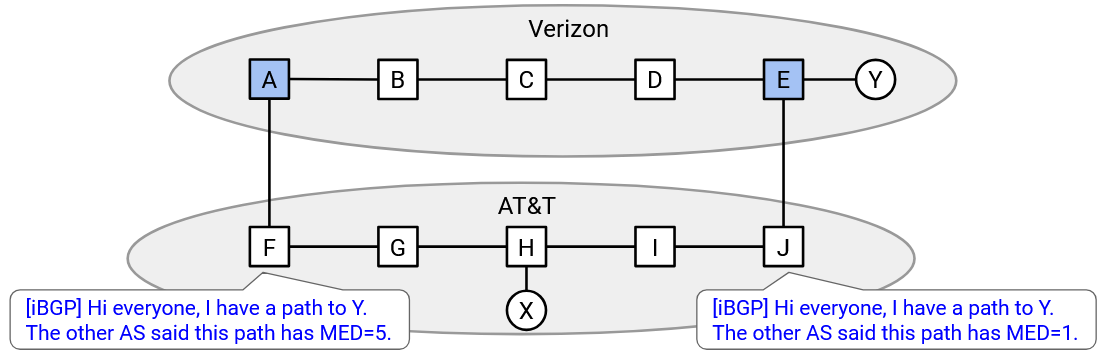 Verizon
A
B
C
D
E
Y
AT&T
F
G
H
I
J
X
[iBGP] Hi everyone, I have a path to Y.
The other AS said this path has MED=5.
[iBGP] Hi everyone, I have a path to Y.
The other AS said this path has MED=1.